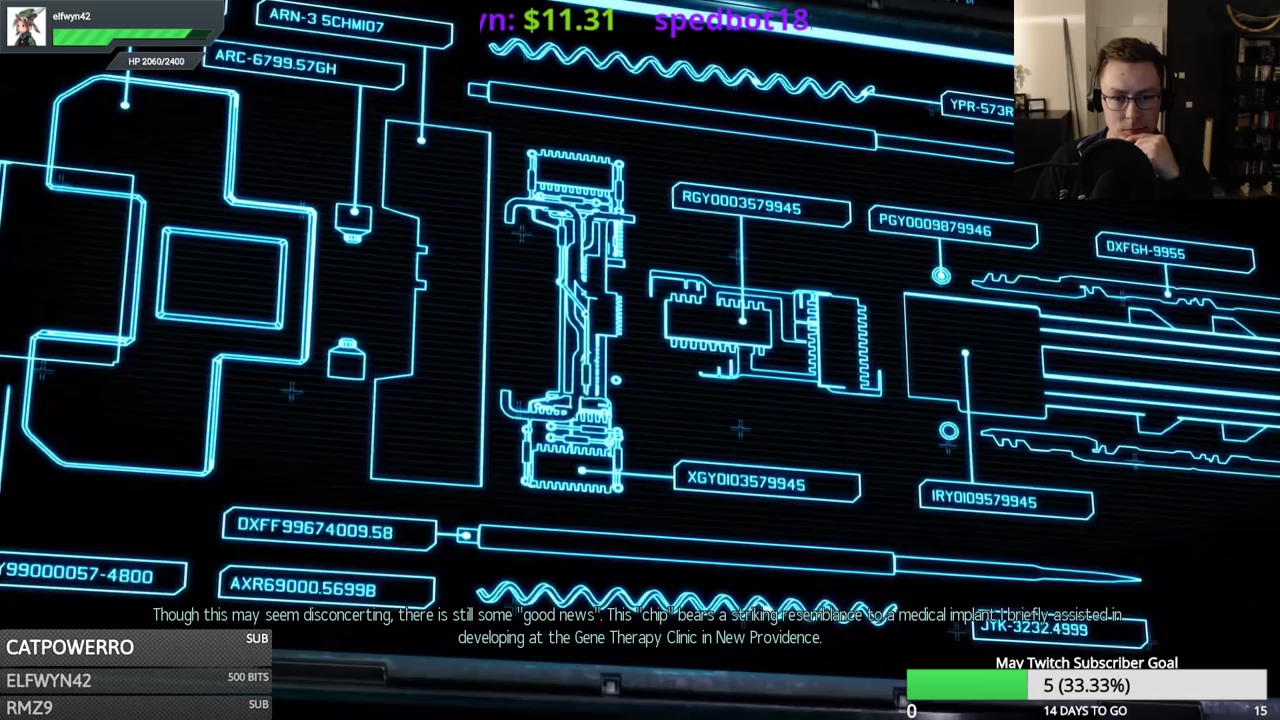 elfwyn42
HP 2060/2400
yn: $11.31 spedbot18
ARN-3 5CHMI07
ARC-6799.57GH
YPR-573R
RGY0003579945
PGY0009879946
DXFGH-9955
XGY0103579945
IRY0109579945
DXFF99674009.58
Y99000057-4800
AXR69000.5699B
JYK-3232.4999
Though this may seem disconcerting, there is still some "good news". This "chip" bears a striking resemblance to a medical implant I briefly assisted in
developing at the Gene Therapy Clinic in New Providence.
CATPOWERRO SUB
ELFWYN42 500 BITS
RMZ9 SUB
May Twitch Subscriber Goal
5 (33.33%)
0 14 DAYS TO GO 15